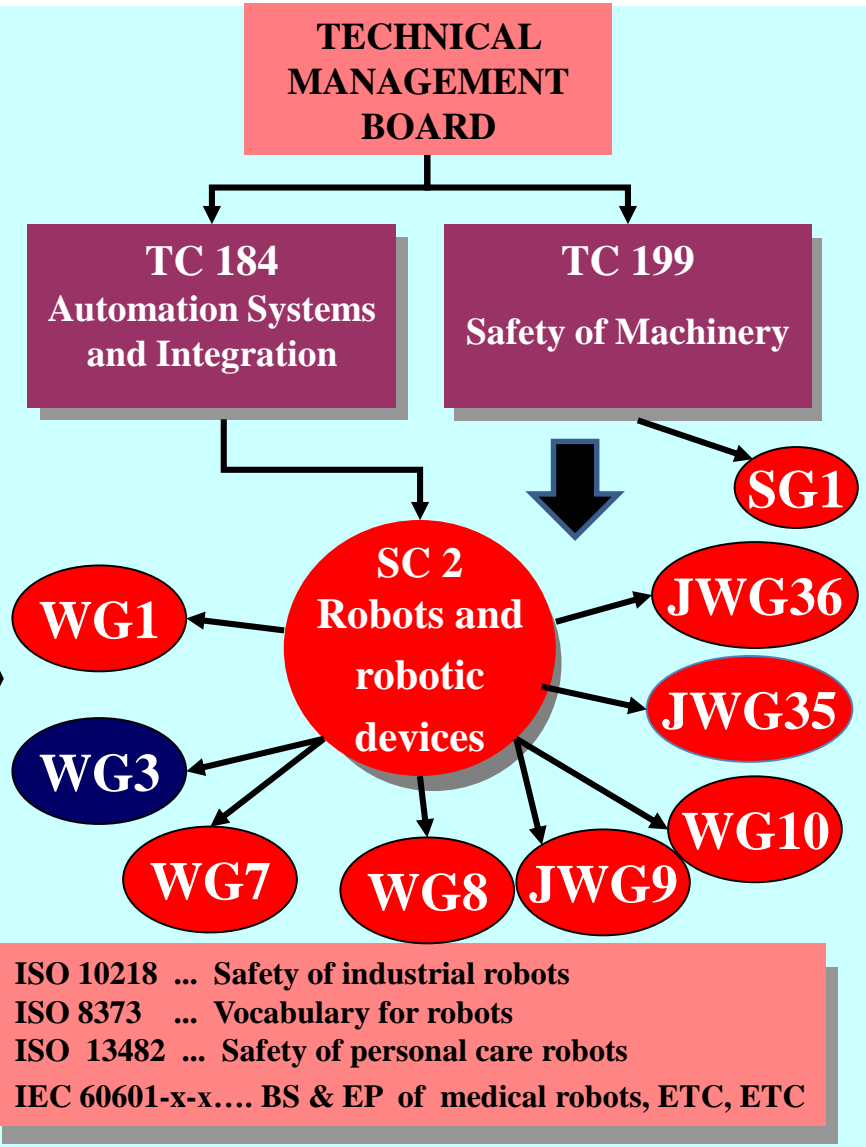 TECHNICAL
MANAGEMENT
BOARD
TC 184
Automation Systems
and Integration
TC 199
Safety of Machinery
SG1
SC 2
Robots and
robotic
devices
WG1
JWG36
JWG35
WG3
WG10
WG7
WG8
JWG9
ISO 10218 ... Safety of industrial robots
ISO 8373 ... Vocabulary for robots
ISO 13482 ... Safety of personal care robots
IEC 60601-x-x…. BS & EP of medical robots, ETC, ETC